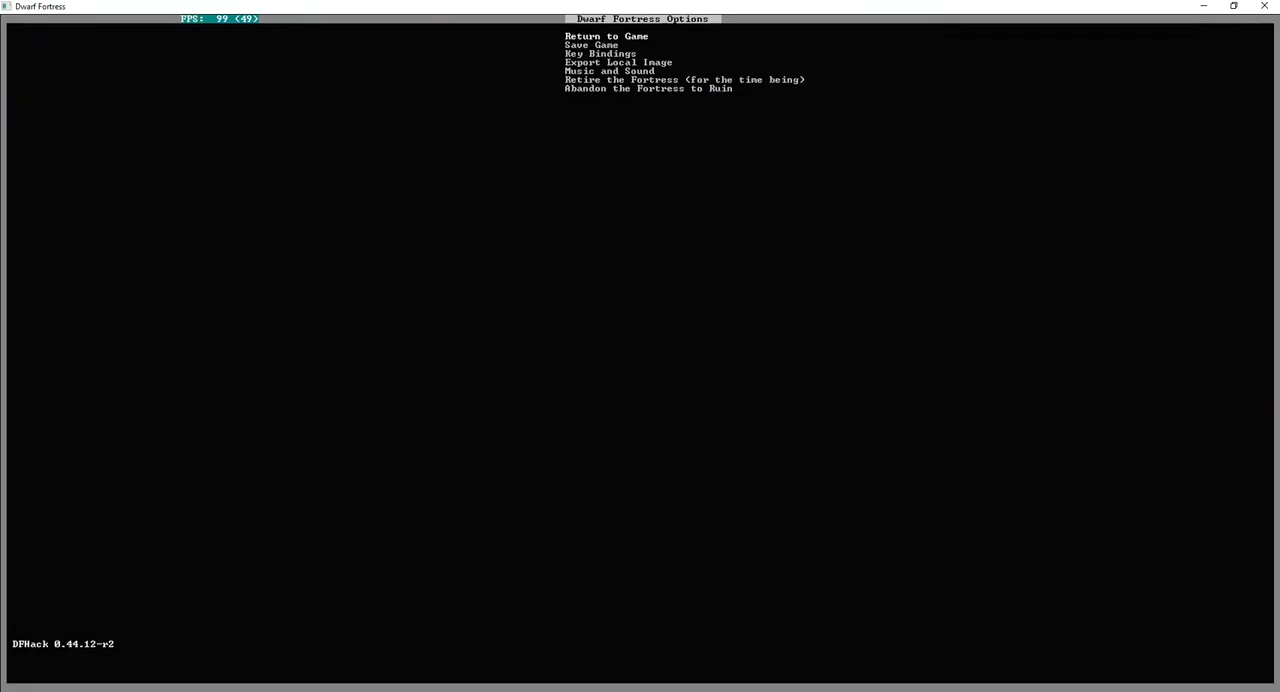 Dwarf Fortress
FPS: 99 (49)
Dwarf Fortress Options
Return to Game
Save Game
Key Bindings
Export Local Image
Music and Sound
Retire the Fortress (for the time being)
Abandon the Fortress to Ruin
DFHack 0.44.12-r2